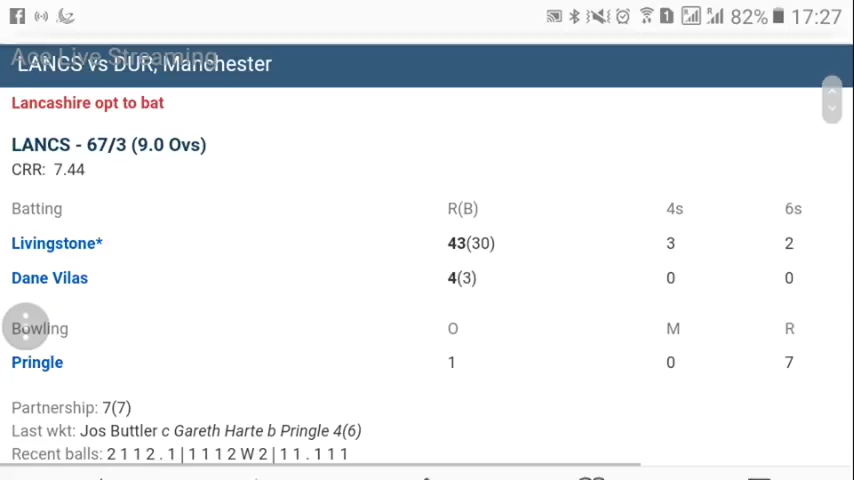 82% 17:27
Ace Live Streaming
LANCS vs DUR, Manchester
Lancashire opt to bat
LANCS - 67/3 (9.0 Ovs)
CRR: 7.44
Batting R(B) 4s 6s
Livingstone* 43(30) 3 2
Dane Vilas 4(3) 0 0
Bowling O M R
Pringle 1 0 7
Partnership: 7(7)
Last wkt: Jos Buttler c Gareth Harte b Pringle 4(6)
Recent balls: 2 1 1 2 . 1 | 1 1 1 2 W 2 | 1 1 . 1 1 1